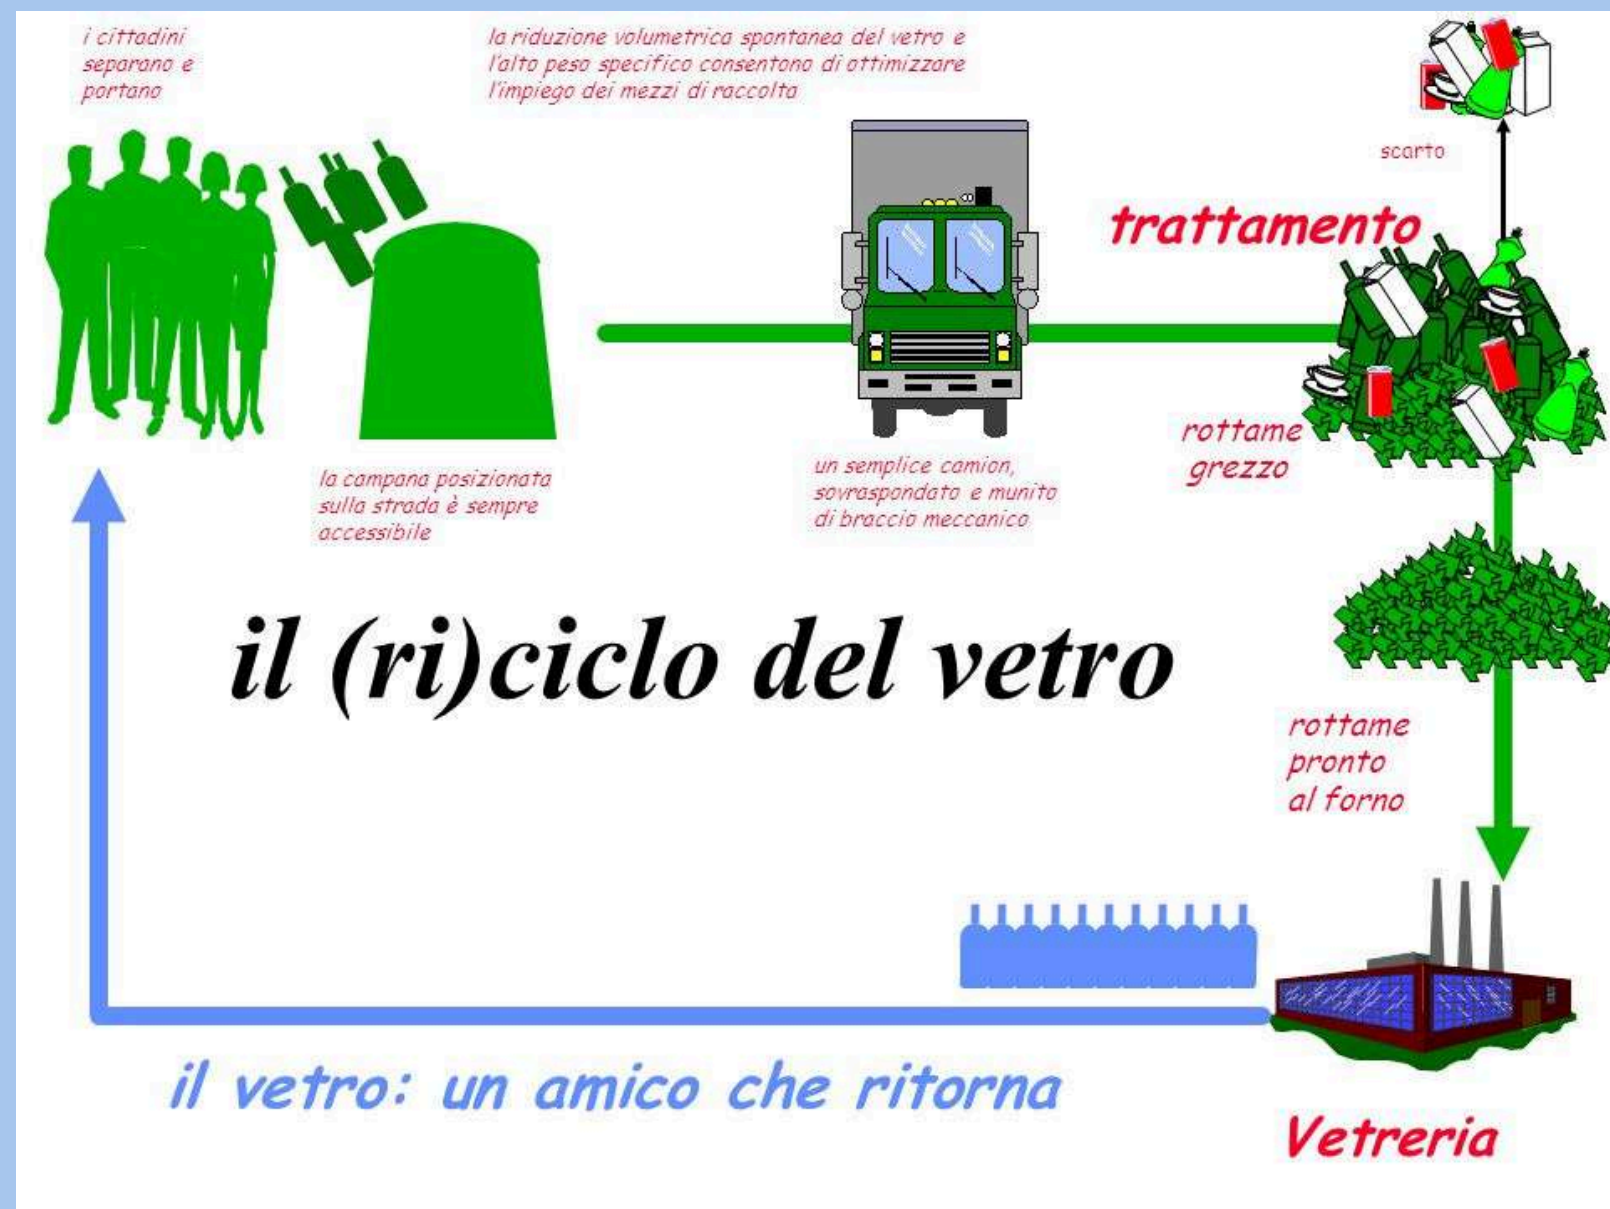 i cittadini
separano e
portano
la riduzione volumetrica spontanea del vetro e
l'alto peso specifico consentono di ottimizzare
l'impiego dei mezzi di raccolta
scarto
trattamento
rottame
grezzo
la campana posizionata
sulla strada è sempre
accessibile
un semplice camion,
sovraspondato e munito
di braccio meccanico
il (ri)ciclo del vetro
rottame
pronto
al forno
il vetro: un amico che ritorna
Vetreria